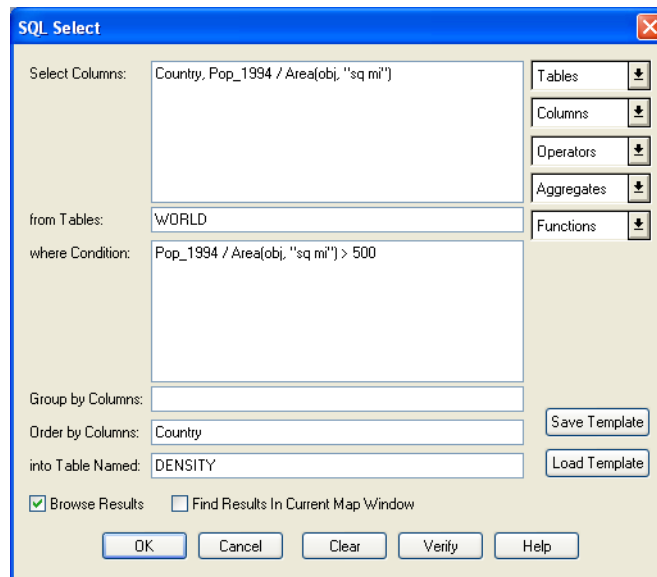 SQL Select
Select Columns:
Country, Pop_1994 / Area(obj, "sq mi")
Tables
Columns
Operators
Aggregates
Functions
from Tables:
WORLD
where Condition:
Pop_1994 / Area(obj, "sq mi") > 500
Group by Columns:
Order by Columns:
Country
into Table Named:
DENSITY
Save Template
Load Template
Browse Results
Find Results In Current Map Window
OK
Cancel
Clear
Verify
Help